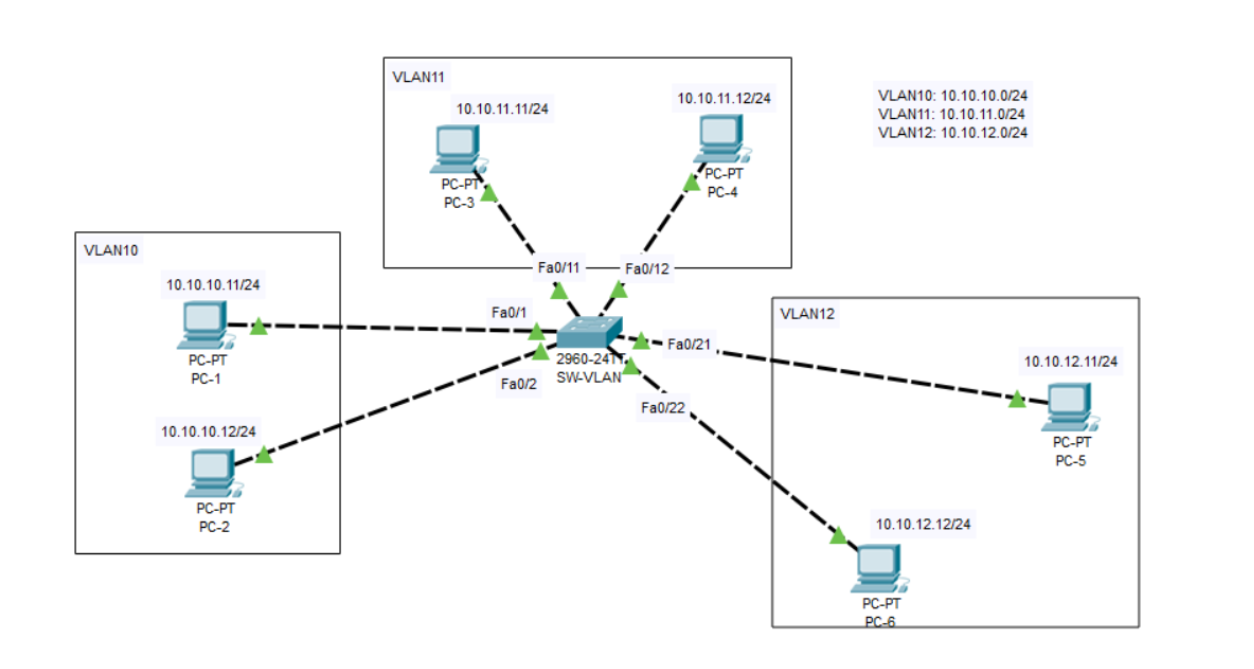 VLAN11
10.10.11.11/24
PC-PT
PC-3
10.10.11.12/24
PC-PT
PC-4
VLAN10: 10.10.10.0/24
VLAN11: 10.10.11.0/24
VLAN12: 10.10.12.0/24
VLAN10
10.10.10.11/24
PC-PT
PC-1
10.10.10.12/24
PC-PT
PC-2
Fa0/11
Fa0/12
Fa0/1
Fa0/2
2960-24TT
SW-VLAN
Fa0/21
Fa0/22
VLAN12
10.10.12.11/24
PC-PT
PC-5
10.10.12.12/24
PC-PT
PC-6